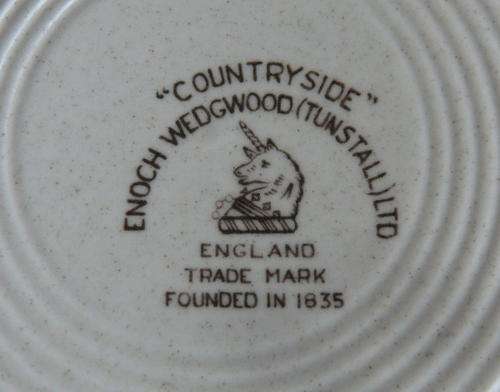 "COUNTRYSIDE"
ENOCH WEDGWOOD (TUNSTALL) LTD
ENGLAND
TRADE MARK
FOUNDED IN 1835